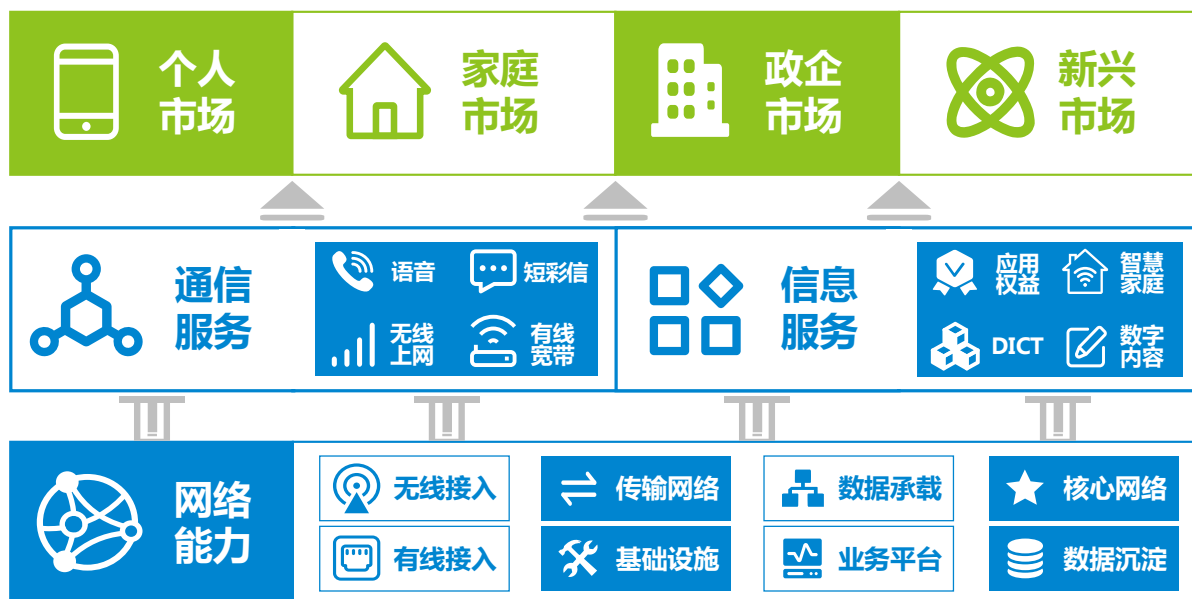 个人
市场
家庭
市场
政企
市场
新兴
市场
通信
服务
语音
短彩信
无线
上网
有线
宽带
信息
服务
应用
权益
智慧
家庭
DICT
数字
内容
网络
能力
无线接入
传输网络
数据承载
核心网络
有线接入
基础设施
业务平台
数据沉淀